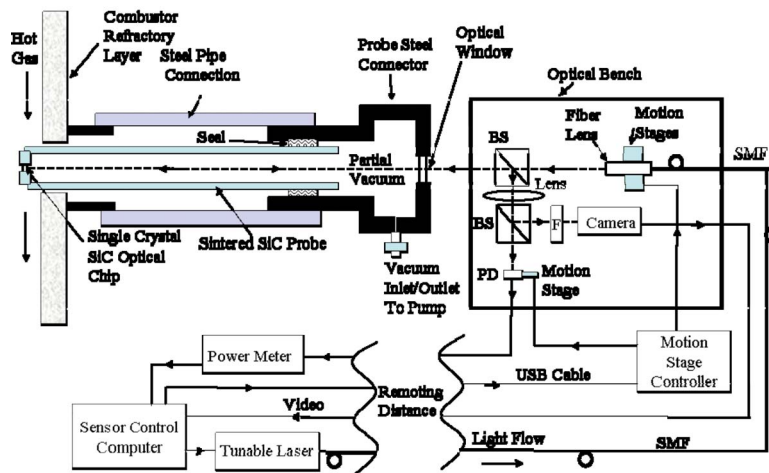 Hot
Gas
Combustor
Refractory
Layer
Steel Pipe
Connection
Probe Steel
Connector
Optical
Window
Optical Bench
Fiber
Lens
Motion
Stages
BS
SMF
Seal
Partial
Vacuum
Lens
BS
F
Camera
Single Crystal
SiC Optical
Chip
Sintered SiC Probe
Vacuum
Inlet/Outlet
To Pump
PD
Motion
Stage
Power Meter
Motion
Stage
Controller
Remoting
Distance
USB Cable
Sensor Control
Computer
Video
Tunable Laser
Light Flow
SMF